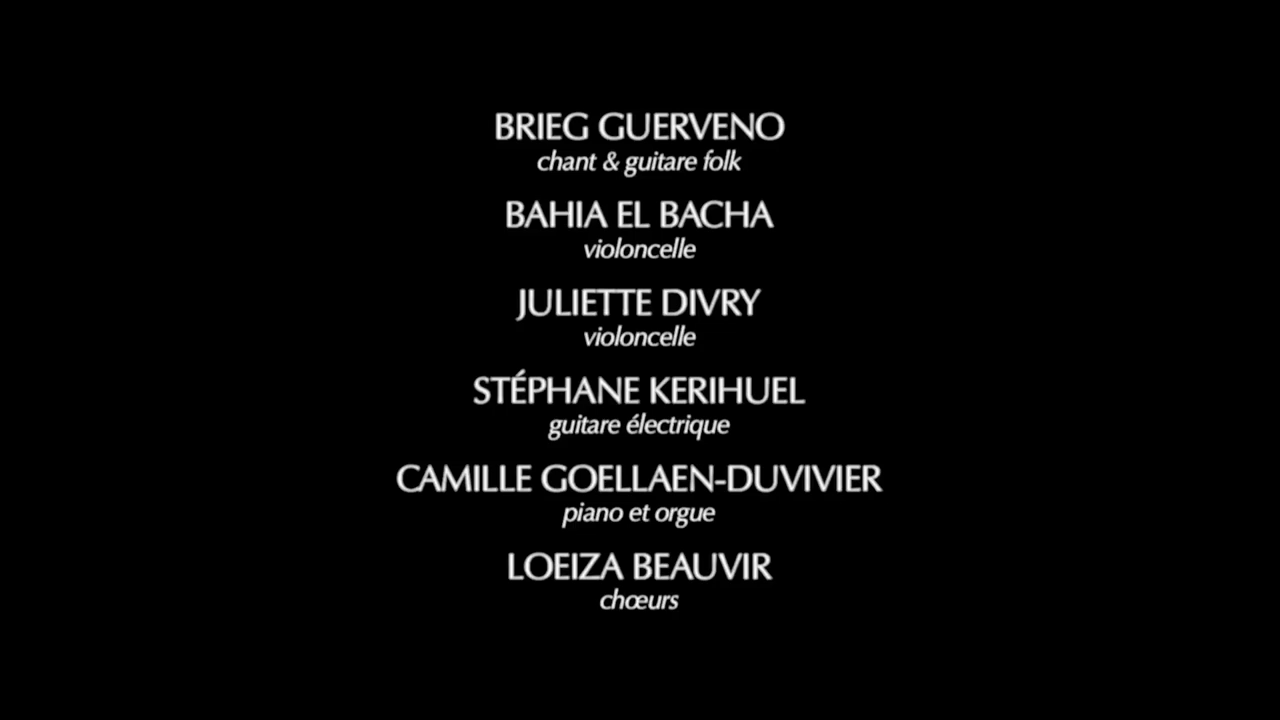 BRIEG GUERVENO
chant & guitare folk
BAHIA EL BACHA
violoncelle
JULIETTE DIVRY
violoncelle
STÉPHANE KERIHUEL
guitare électrique
CAMILLE GOELLAEN-DUVIVIER
piano et orgue
LOEIZA BEAUVIR
chœurs